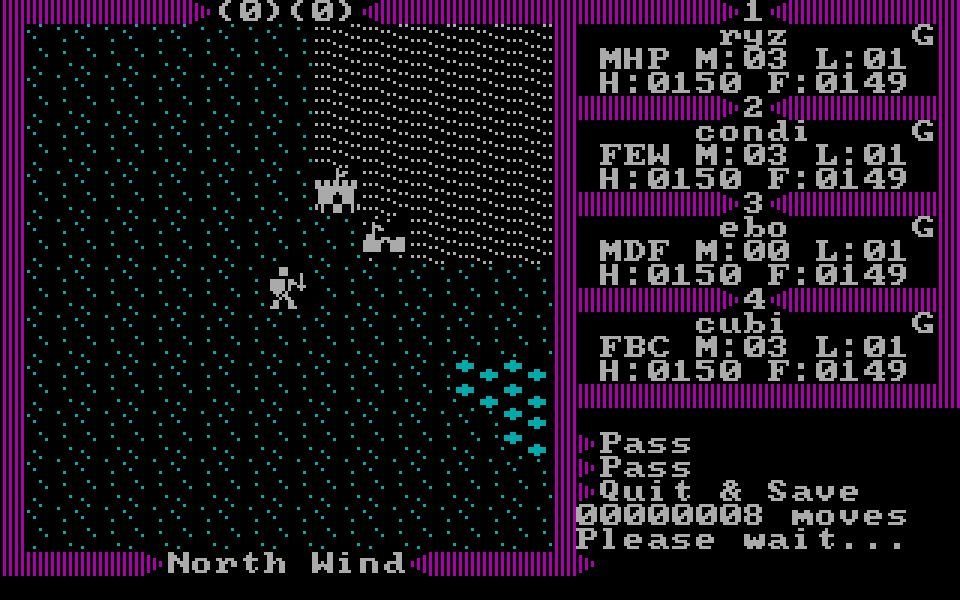 (0)(0)
North Wind
1
ryz G
MHP M:03 L:01
H:0150 F:0149
2
condi G
FEW M:03 L:01
H:0150 F:0149
3
ebo G
MDF M:00 L:01
H:0150 F:0149
4
cubi G
FBC M:03 L:01
H:0150 F:0149
Pass
Pass
Quit & Save
00000008 moves
Please wait...